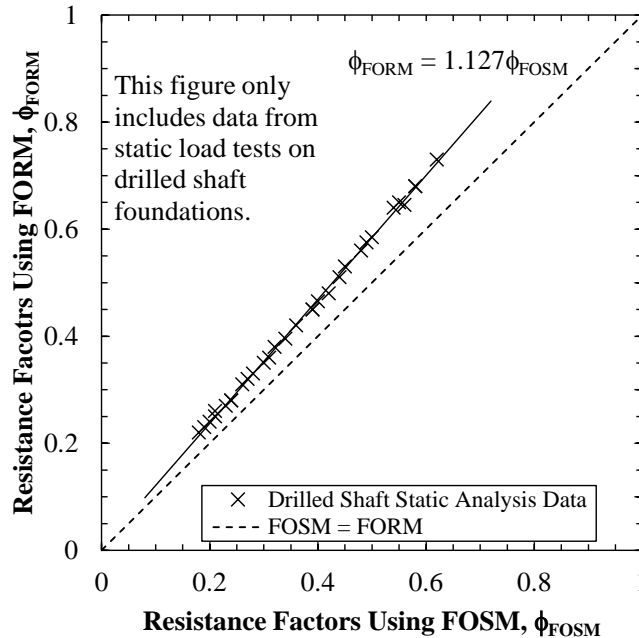 1
0.8
0.6
0.4
0.2
0
Resistance Facotrs Using FORM, ϕFORM
ϕFORM = 1.127ϕFOSM
This figure only
includes data from
static load tests on
drilled shaft
foundations.
Drilled Shaft Static Analysis Data
FOSM = FORM
0 0.2 0.4 0.6 0.8 1
Resistance Factors Using FOSM, ϕFOSM